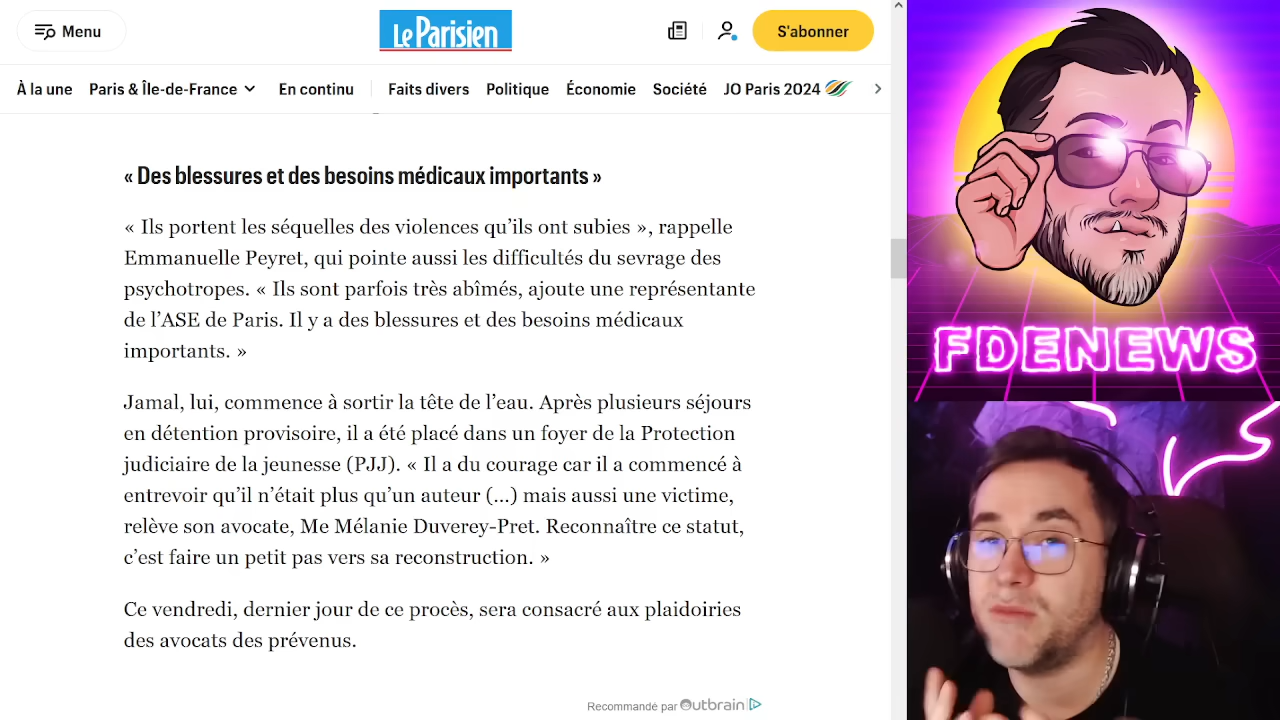 Menu
Le Parisien
S'abonner
À la une
Paris & Île-de-France
En continu
Faits divers
Politique
Économie
Société
JO Paris 2024
« Des blessures et des besoins médicaux importants »
« Ils portent les séquelles des violences qu’ils ont subies », rappelle
Emmanuelle Peyret, qui pointe aussi les difficultés du sevrage des
psychotropes. « Ils sont parfois très abîmés, ajoute une représentante
de l’ASE de Paris. Il y a des blessures et des besoins médicaux
importants. »
Jamal, lui, commence à sortir la tête de l’eau. Après plusieurs séjours
en détention provisoire, il a été placé dans un foyer de la Protection
judiciaire de la jeunesse (PJJ). « Il a du courage car il a commencé à
entrevoir qu’il n’était plus qu’un auteur (…) mais aussi une victime,
relève son avocate, Me Mélanie Duverey-Pret. Reconnaître ce statut,
c’est faire un petit pas vers sa reconstruction. »
Ce vendredi, dernier jour de ce procès, sera consacré aux plaidoiries
des avocats des prévenus.
Recommandé par Outbrain
FDENEWS